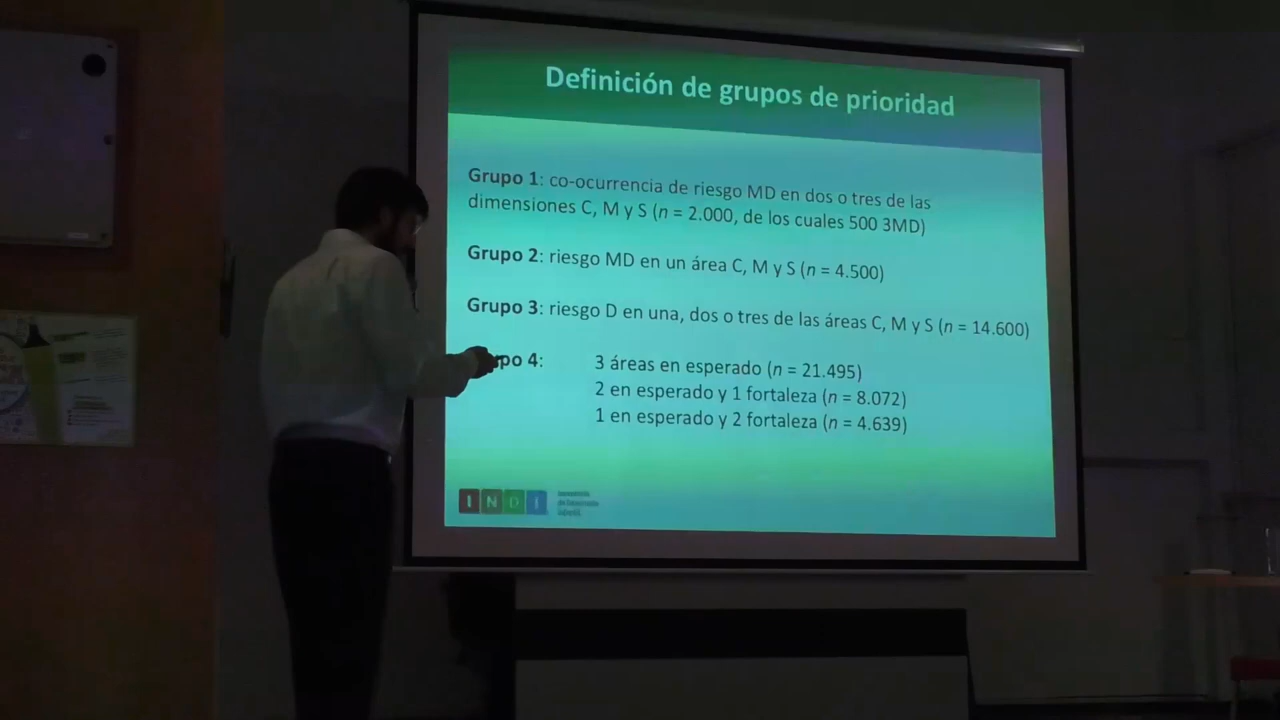 Definición de grupos de prioridad
Grupo 1: co-ocurrencia de riesgo MD en dos o tres de las
dimensiones C, M y S (n = 2.000, de los cuales 500 3MD)
Grupo 2: riesgo MD en un área C, M y S (n = 4.500)
Grupo 3: riesgo D en una, dos o tres de las áreas C, M y S (n = 14.600)
po 4: 3 áreas en esperado (n = 21.495)
2 en esperado y 1 fortaleza (n = 8.072)
1 en esperado y 2 fortaleza (n = 4.639)
INDI